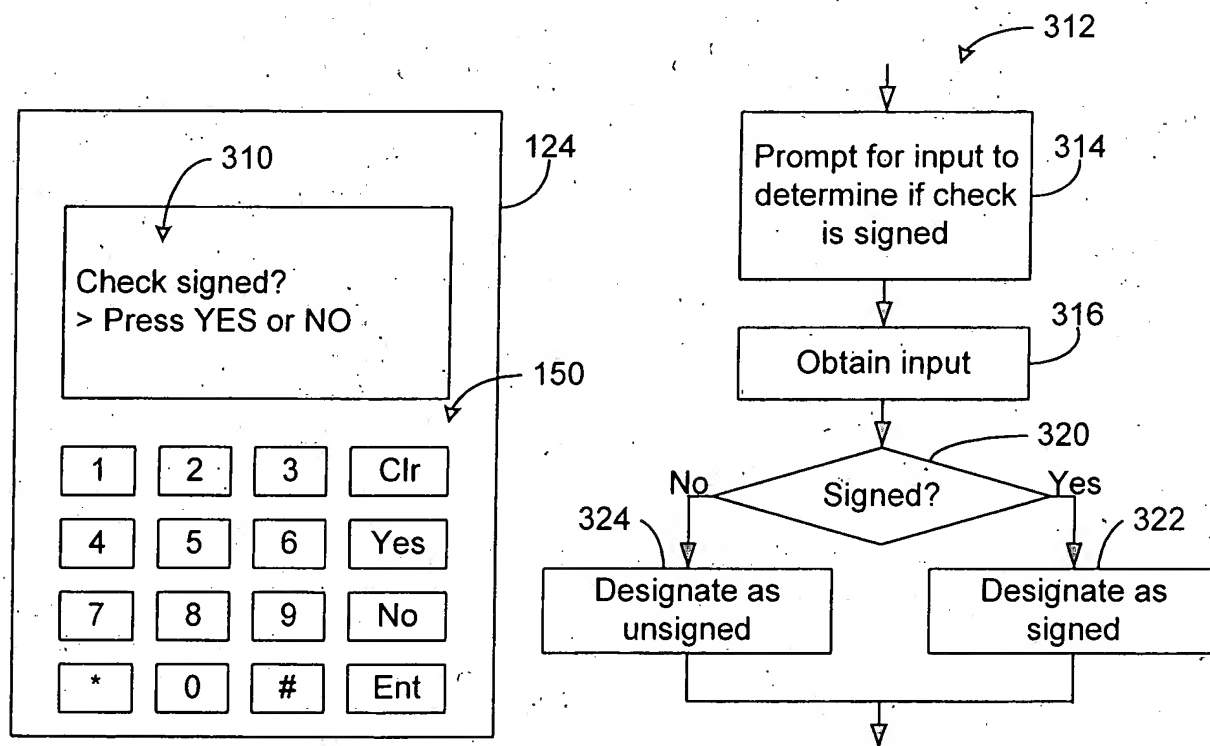 312
310
124
Check signed?
> Press YES or NO
150
1 2 3 Clr
4 5 6 Yes
7 8 9 No
* 0 # Ent
Prompt for input to
determine if check
is signed
314
Obtain input
316
320
No
Signed?
Yes
324
322
Designate as
unsigned
Designate as
signed